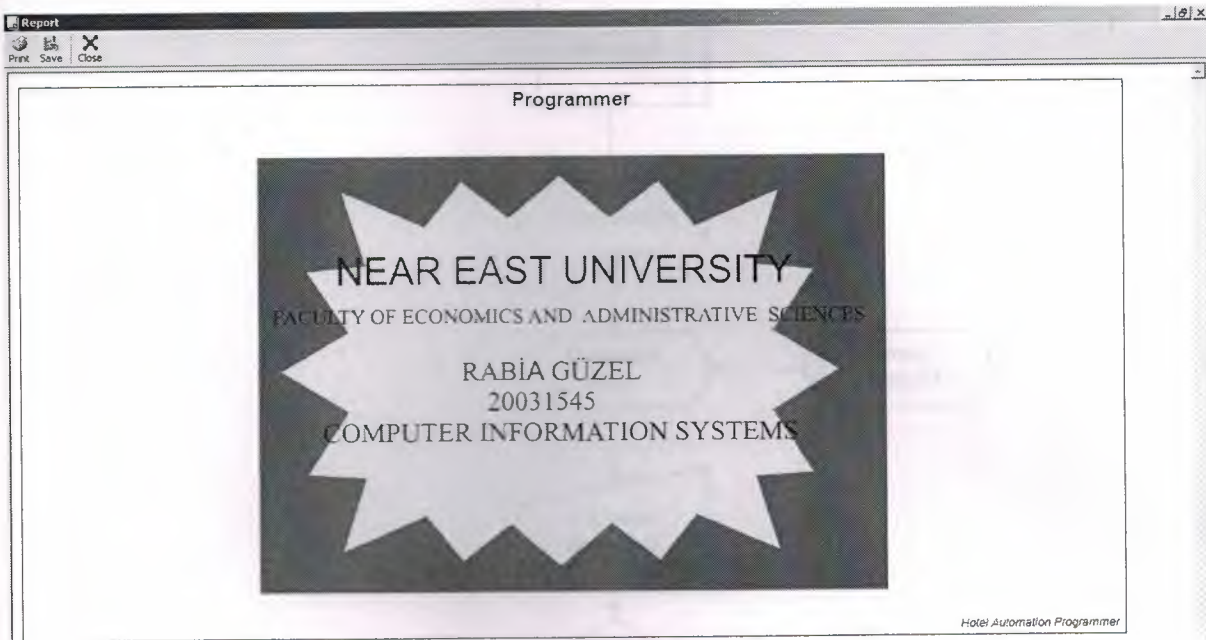 Report
Print Save Close
Programmer
NEAR EAST UNIVERSITY
FACULTY OF ECONOMICS AND ADMINISTRATIVE SCIENCES
RABİA GÜZEL
20031545
COMPUTER INFORMATION SYSTEMS
Hotel Automation Programmer